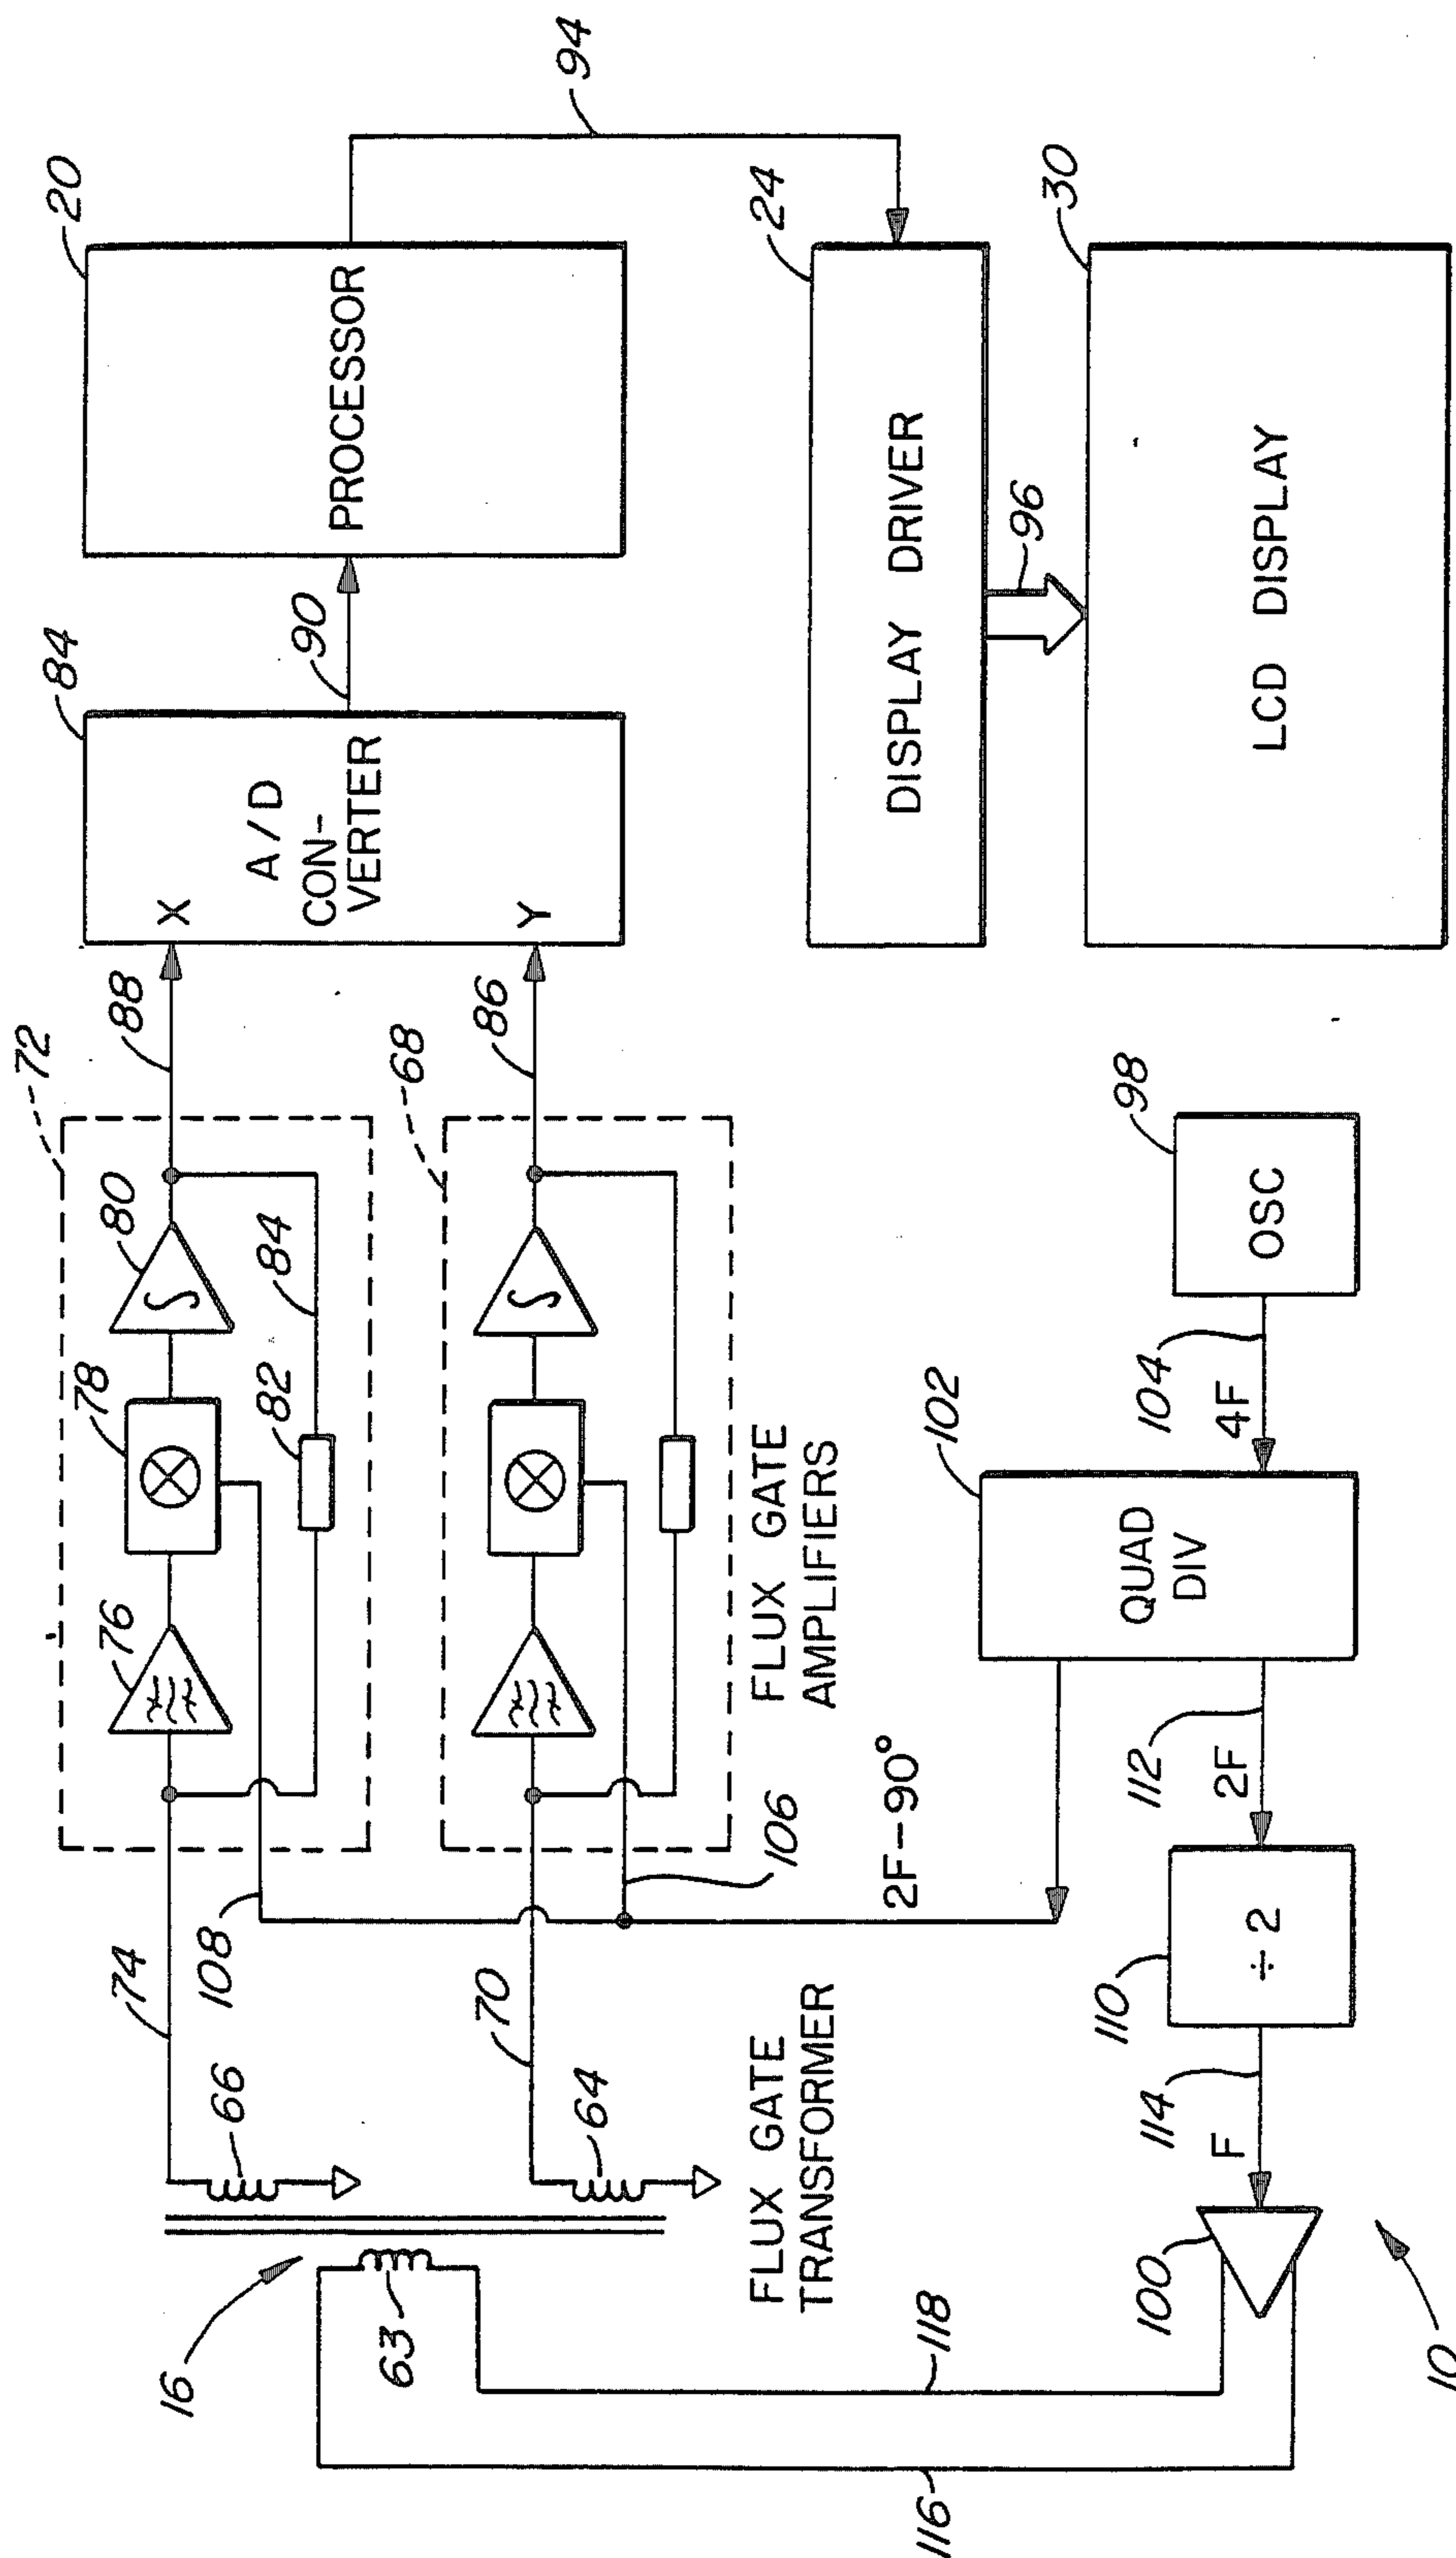 72
84
20
88
90
94
80
78
76
84
82
74
108
X
Y
A/D
CON-
VERTER
PROCESSOR
68
86
66
16
63
70
64
106
FLUX GATE
TRANSFORMER
FLUX GATE
AMPLIFIERS
2F-90°
24
DISPLAY DRIVER
96
30
LCD DISPLAY
98
OSC
104
4F
102
QUAD
DIV
112
2F
110
÷2
114
F
100
118
116
10